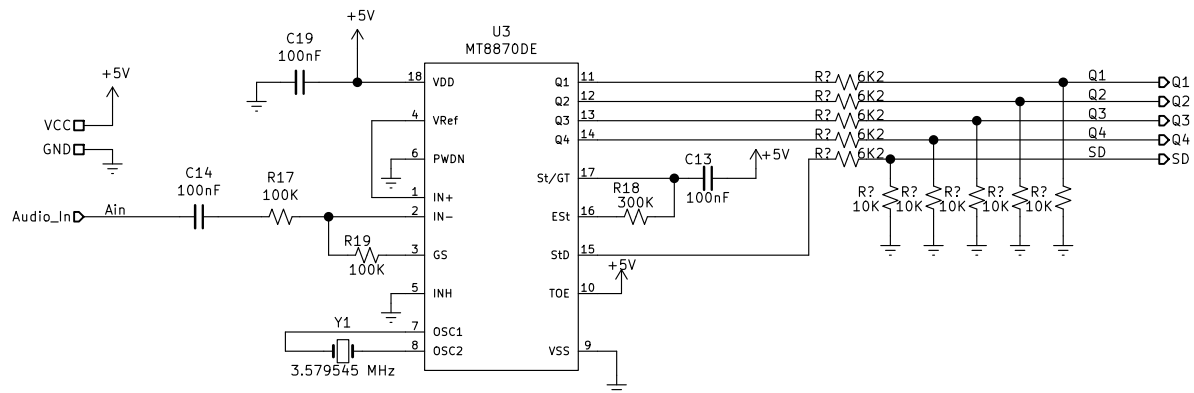 +5V
C19
100nF
U3
MT8870DE
+5V
VCC
GND
18 VDD
4 VRef
6 PWDN
1 IN+
2 IN-
3 GS
5 INH
7 OSC1
8 OSC2
Q1 11
Q2 12
Q3 13
Q4 14
St/GT 17
ESt 16
StD 15
TOE 10
VSS 9
C14
100nF
R17
100K
Audio_In
Ain
R19
100K
Y1
3.579545 MHz
R? 6K2
R? 6K2
R? 6K2
R? 6K2
R? 6K2
C13
100nF
+5V
R18
300K
+5V
Q1 Q1
Q2 Q2
Q3 Q3
Q4 Q4
SD SD
R? R? R? R? R?
10K 10K 10K 10K 10K